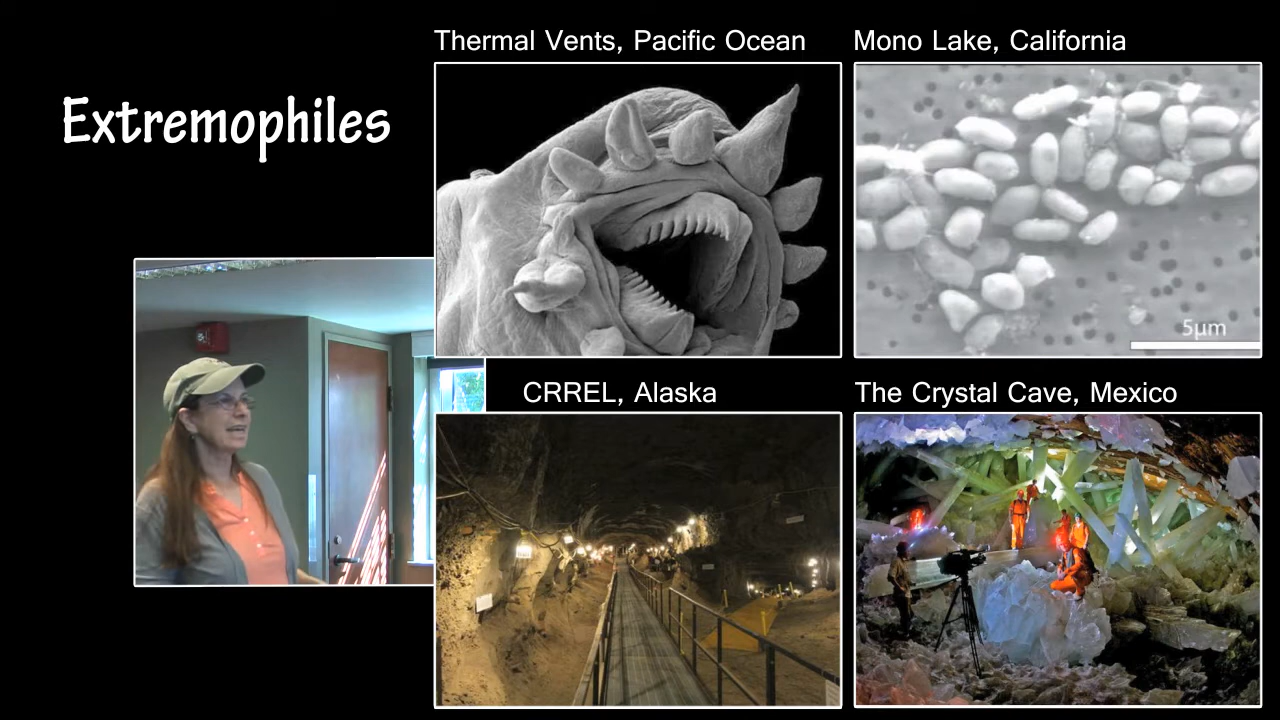 Extremophiles
Thermal Vents, Pacific Ocean
Mono Lake, California
5µm
CRREL, Alaska
The Crystal Cave, Mexico